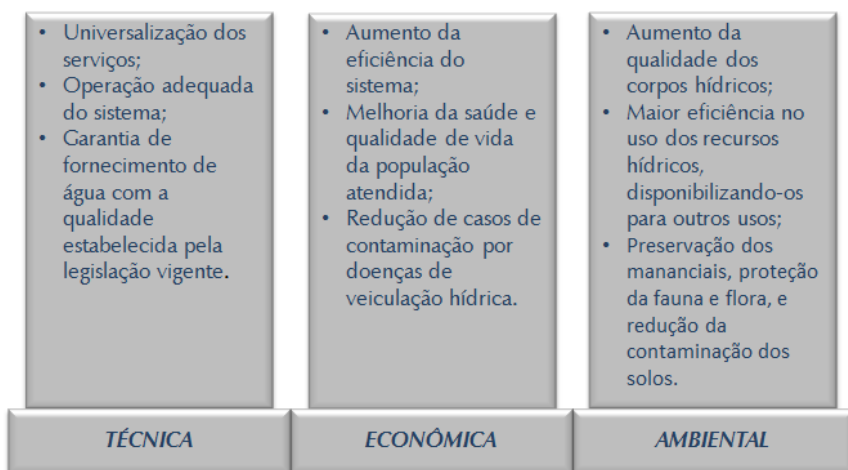 • Universalização dos
serviços;
• Operação adequada
do sistema;
• Garantia de
fornecimento de
água com a
qualidade
estabelecida pela
legislação vigente.
TÉCNICA
• Aumento da
eficiência do
sistema;
• Melhoria da saúde e
qualidade de vida
da população
atendida;
• Redução de casos de
contaminação por
doenças de
veiculação hídrica.
ECONÔMICA
• Aumento da
qualidade dos
corpos hídricos;
• Maior eficiência no
uso dos recursos
hídricos,
disponibilizando-os
para outros usos;
• Preservação dos
mananciais, proteção
da fauna e flora, e
redução da
contaminação dos
solos.
AMBIENTAL